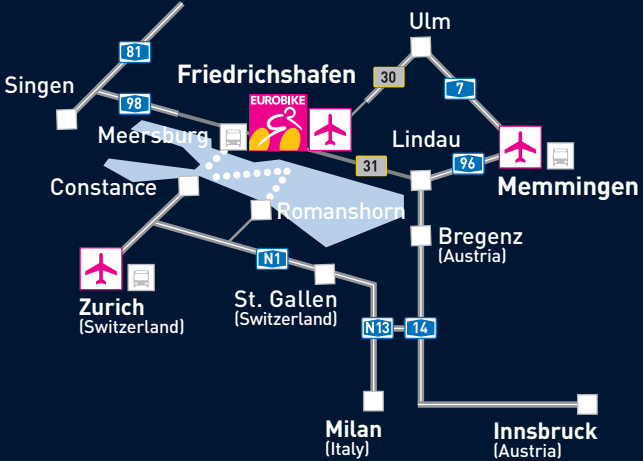 Ulm
81
Friedrichshafen
30
Singen
7
98
EUROBIKE
Meersburg
Lindau
31
96
Constance
Memmingen
Romanshorn
Bregenz
(Austria)
N1
Zurich
(Switzerland)
St. Gallen
(Switzerland)
N13
14
Milan
(Italy)
Innsbruck
(Austria)